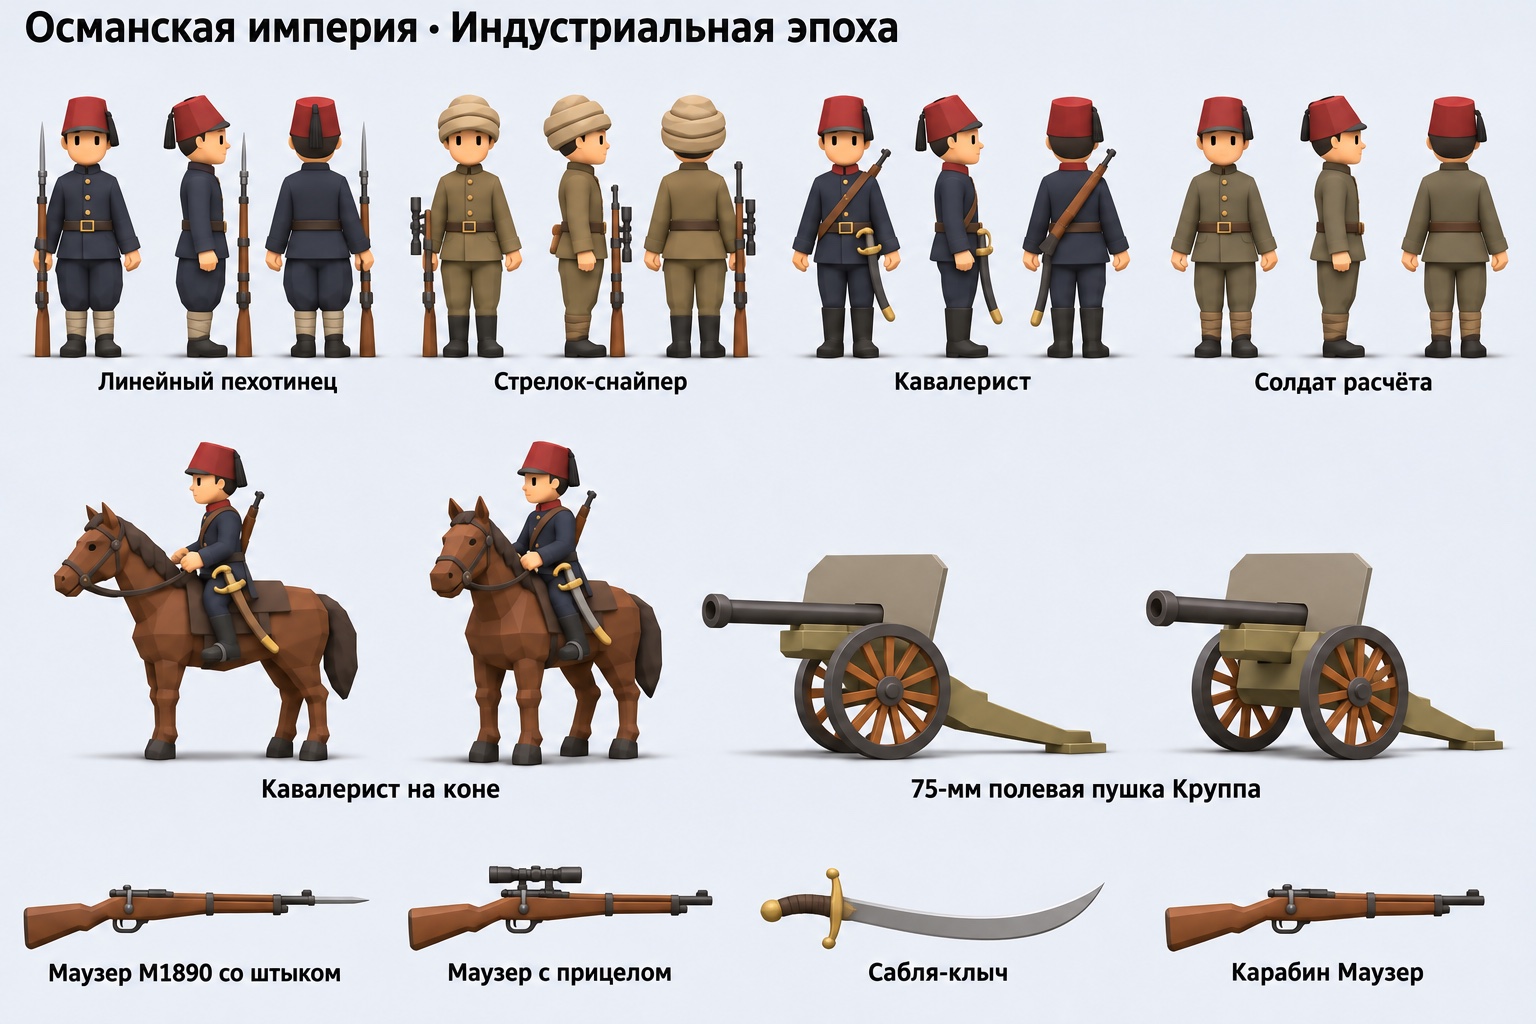 Османская империя • Индустриальная эпоха
Линейный пехотинец
Стрелок-снайпер
Кавалерист
Солдат расчёта
Кавалерист на коне
75-мм полевая пушка Круппа
Маузер M1890 со штыком
Маузер с прицелом
Сабля-клыч
Карабин Маузер